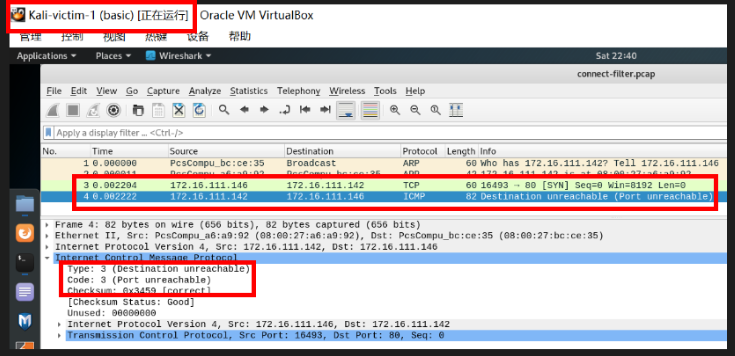 Kali-victim-1 (basic) [正在运行] Oracle VM VirtualBox
管理 控制 视图 热键 设备 帮助
Applications Places Wireshark Sat 22:40
connect-filter.pcap
File Edit View Go Capture Analyze Statistics Telephony Wireless Tools Help
Apply a display filter ... <Ctrl-/>
No. Time Source Destination Protocol Length Info
1 0.000000 PcsCompu_bc:ce:35 Broadcast ARP 60 Who has 172.16.111.142? Tell 172.16.111.146
2 0.000011 PcsCompu_a6:a9:92 PcsCompu_bc:ce:35 ARP 42 172.16.111.142 is at 08:00:27:a6:a9:92
3 0.002204 172.16.111.146 172.16.111.142 TCP 60 16493 → 80 [SYN] Seq=0 Win=8192 Len=0
4 0.002222 172.16.111.142 172.16.111.146 ICMP 82 Destination unreachable (Port unreachable)
Frame 4: 82 bytes on wire (656 bits), 82 bytes captured (656 bits)
Ethernet II, Src: PcsCompu_a6:a9:92 (08:00:27:a6:a9:92), Dst: PcsCompu_bc:ce:35 (08:00:27:bc:ce:35)
Internet Protocol Version 4, Src: 172.16.111.142, Dst: 172.16.111.146
Internet Control Message Protocol
Type: 3 (Destination unreachable)
Code: 3 (Port unreachable)
Checksum: 0x3459 [correct]
[Checksum Status: Good]
Unused: 00000000
Internet Protocol Version 4, Src: 172.16.111.146, Dst: 172.16.111.142
Transmission Control Protocol, Src Port: 16493, Dst Port: 80, Seq: 0